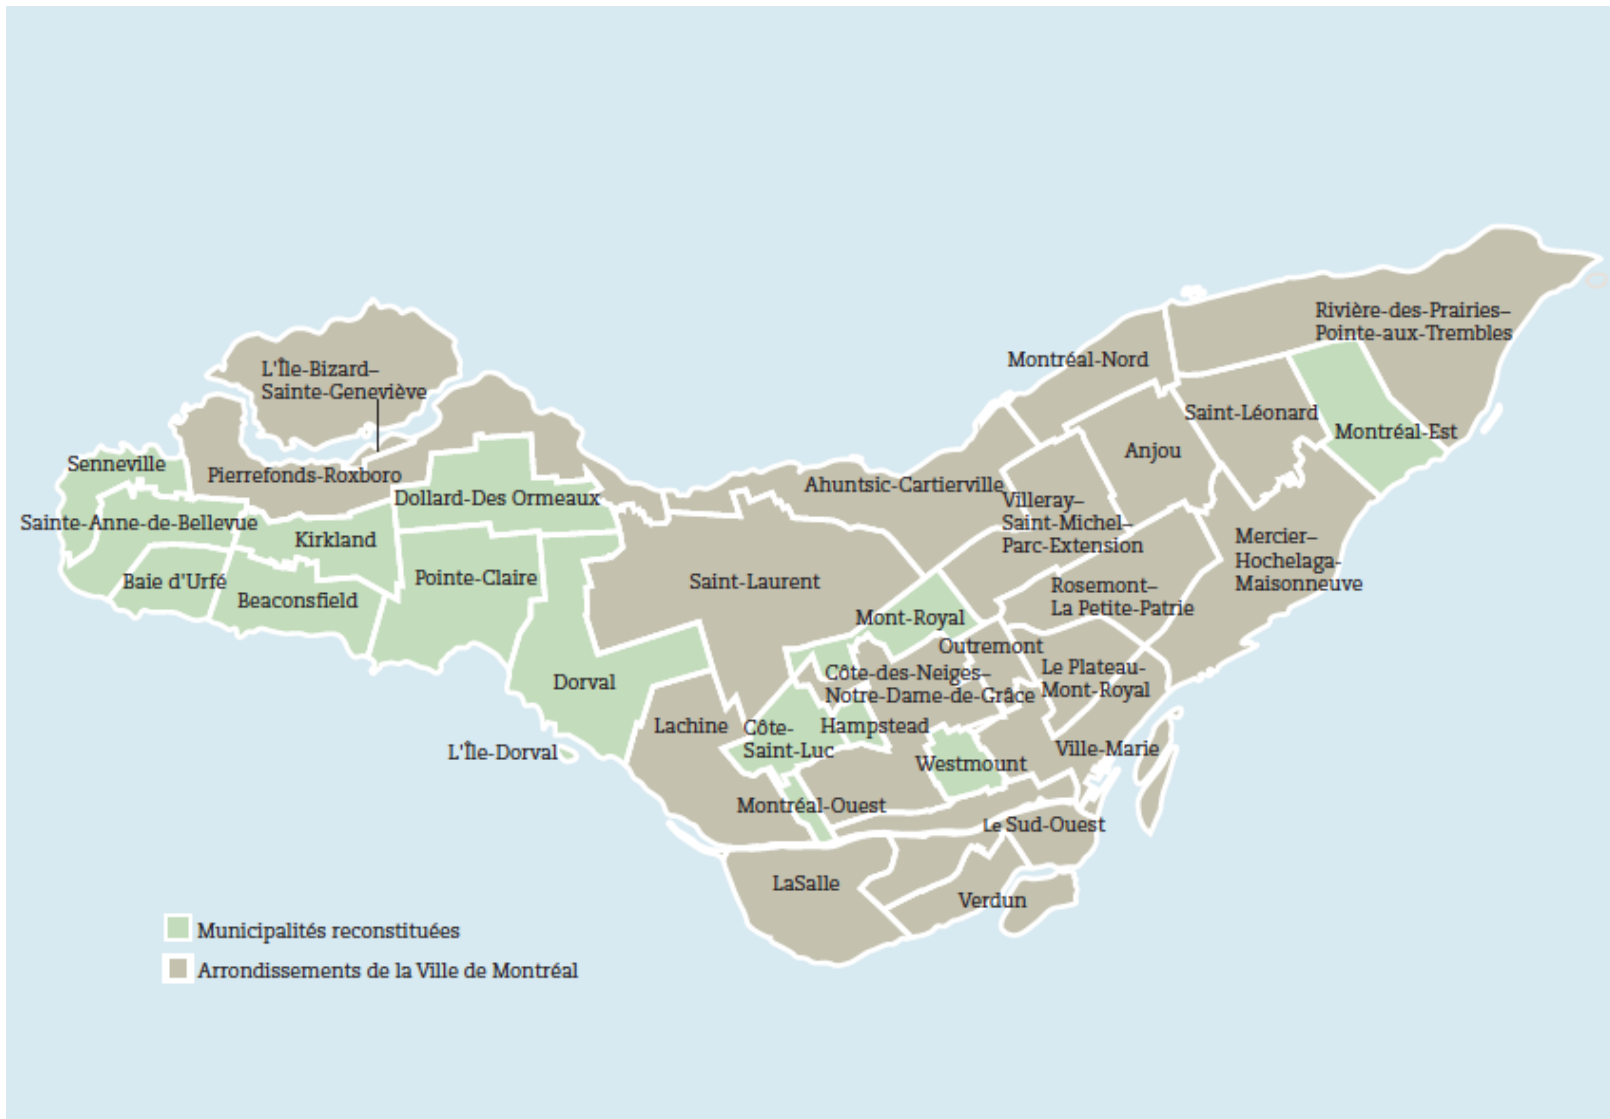 Rivière-des-Prairies–
Pointe-aux-Trembles
Montréal-Nord
L'Île-Bizard–
Sainte-Geneviève
Saint-Léonard
Montréal-Est
Anjou
Senneville
Pierrefonds-Roxboro
Ahuntsic-Cartierville
Dollard-Des Ormeaux
Villeray–
Saint-Michel–
Parc-Extension
Sainte-Anne-de-Bellevue
Kirkland
Mercier–
Hochelaga-
Maisonneuve
Baie d'Urfé
Pointe-Claire
Saint-Laurent
Beaconsfield
Rosemont–
La Petite-Patrie
Mont-Royal
Outremont
Côte-des-Neiges–
Notre-Dame-de-Grâce
Le Plateau-
Mont-Royal
Dorval
Lachine
Côte-
Saint-Luc
Hampstead
L'Île-Dorval
Westmount
Ville-Marie
Montréal-Ouest
Le Sud-Ouest
LaSalle
Verdun
Municipalités reconstituées
Arrondissements de la Ville de Montréal